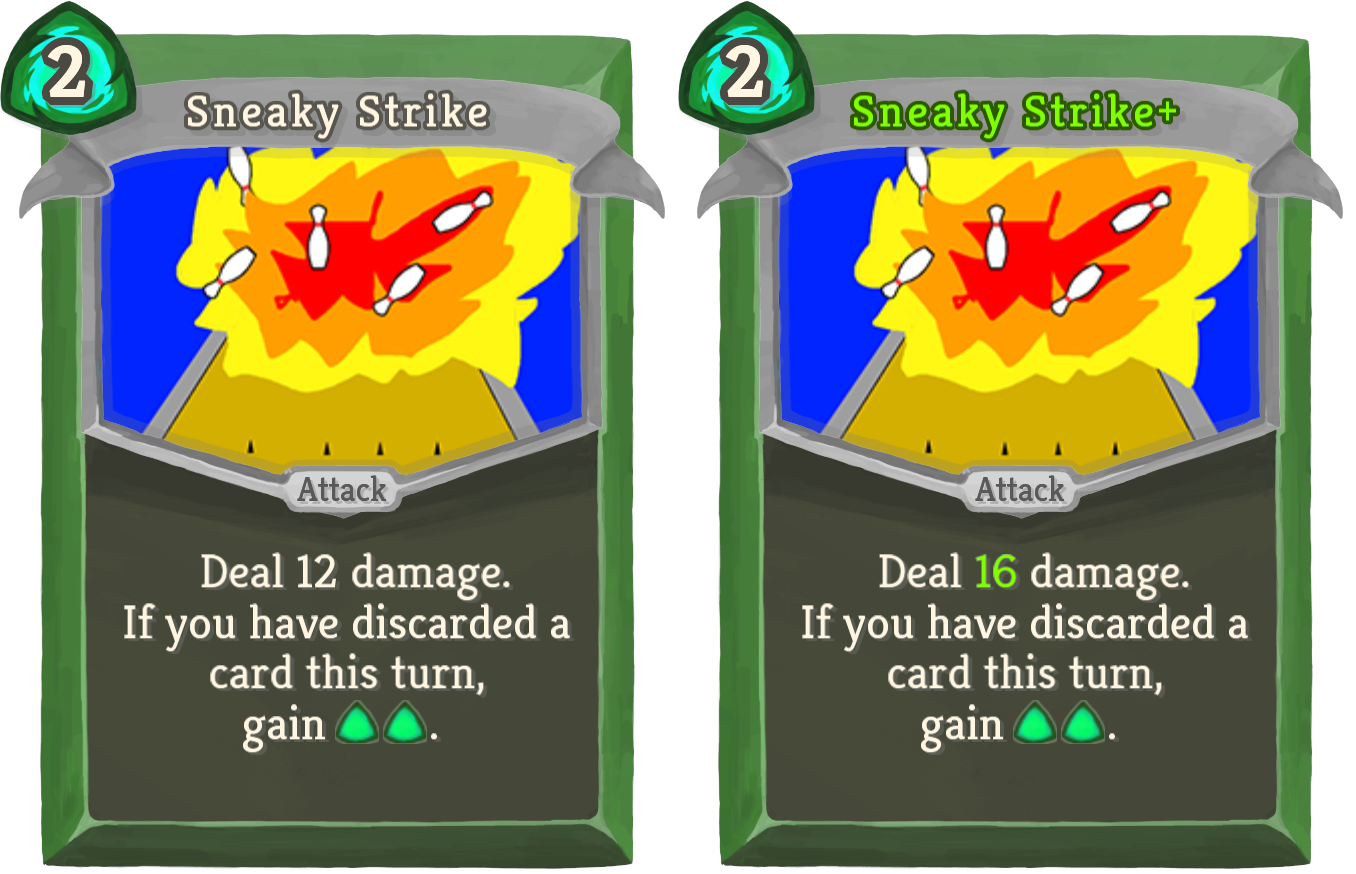 2
Sneaky Strike
Attack
Deal 12 damage.
If you have discarded a
card this turn,
gain .
2
Sneaky Strike+
Attack
Deal 16 damage.
If you have discarded a
card this turn,
gain .